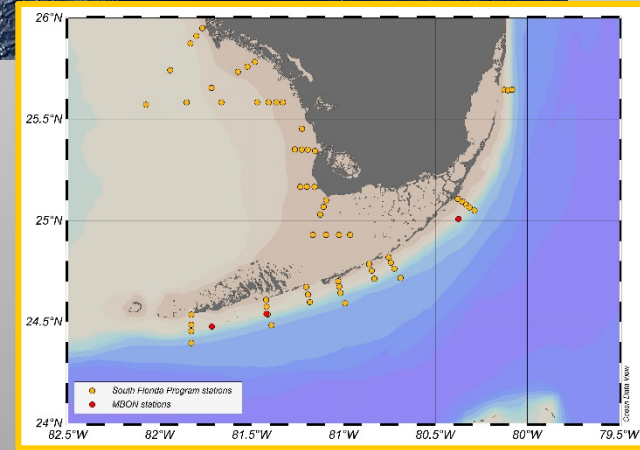 26°N
25.5°N
25°N
24.5°N
24°N
South Florida Program stations
MBON stations
Ocean Data View
82.5°W 82°W 81.5°W 81°W 80.5°W 80°W 79.5°W